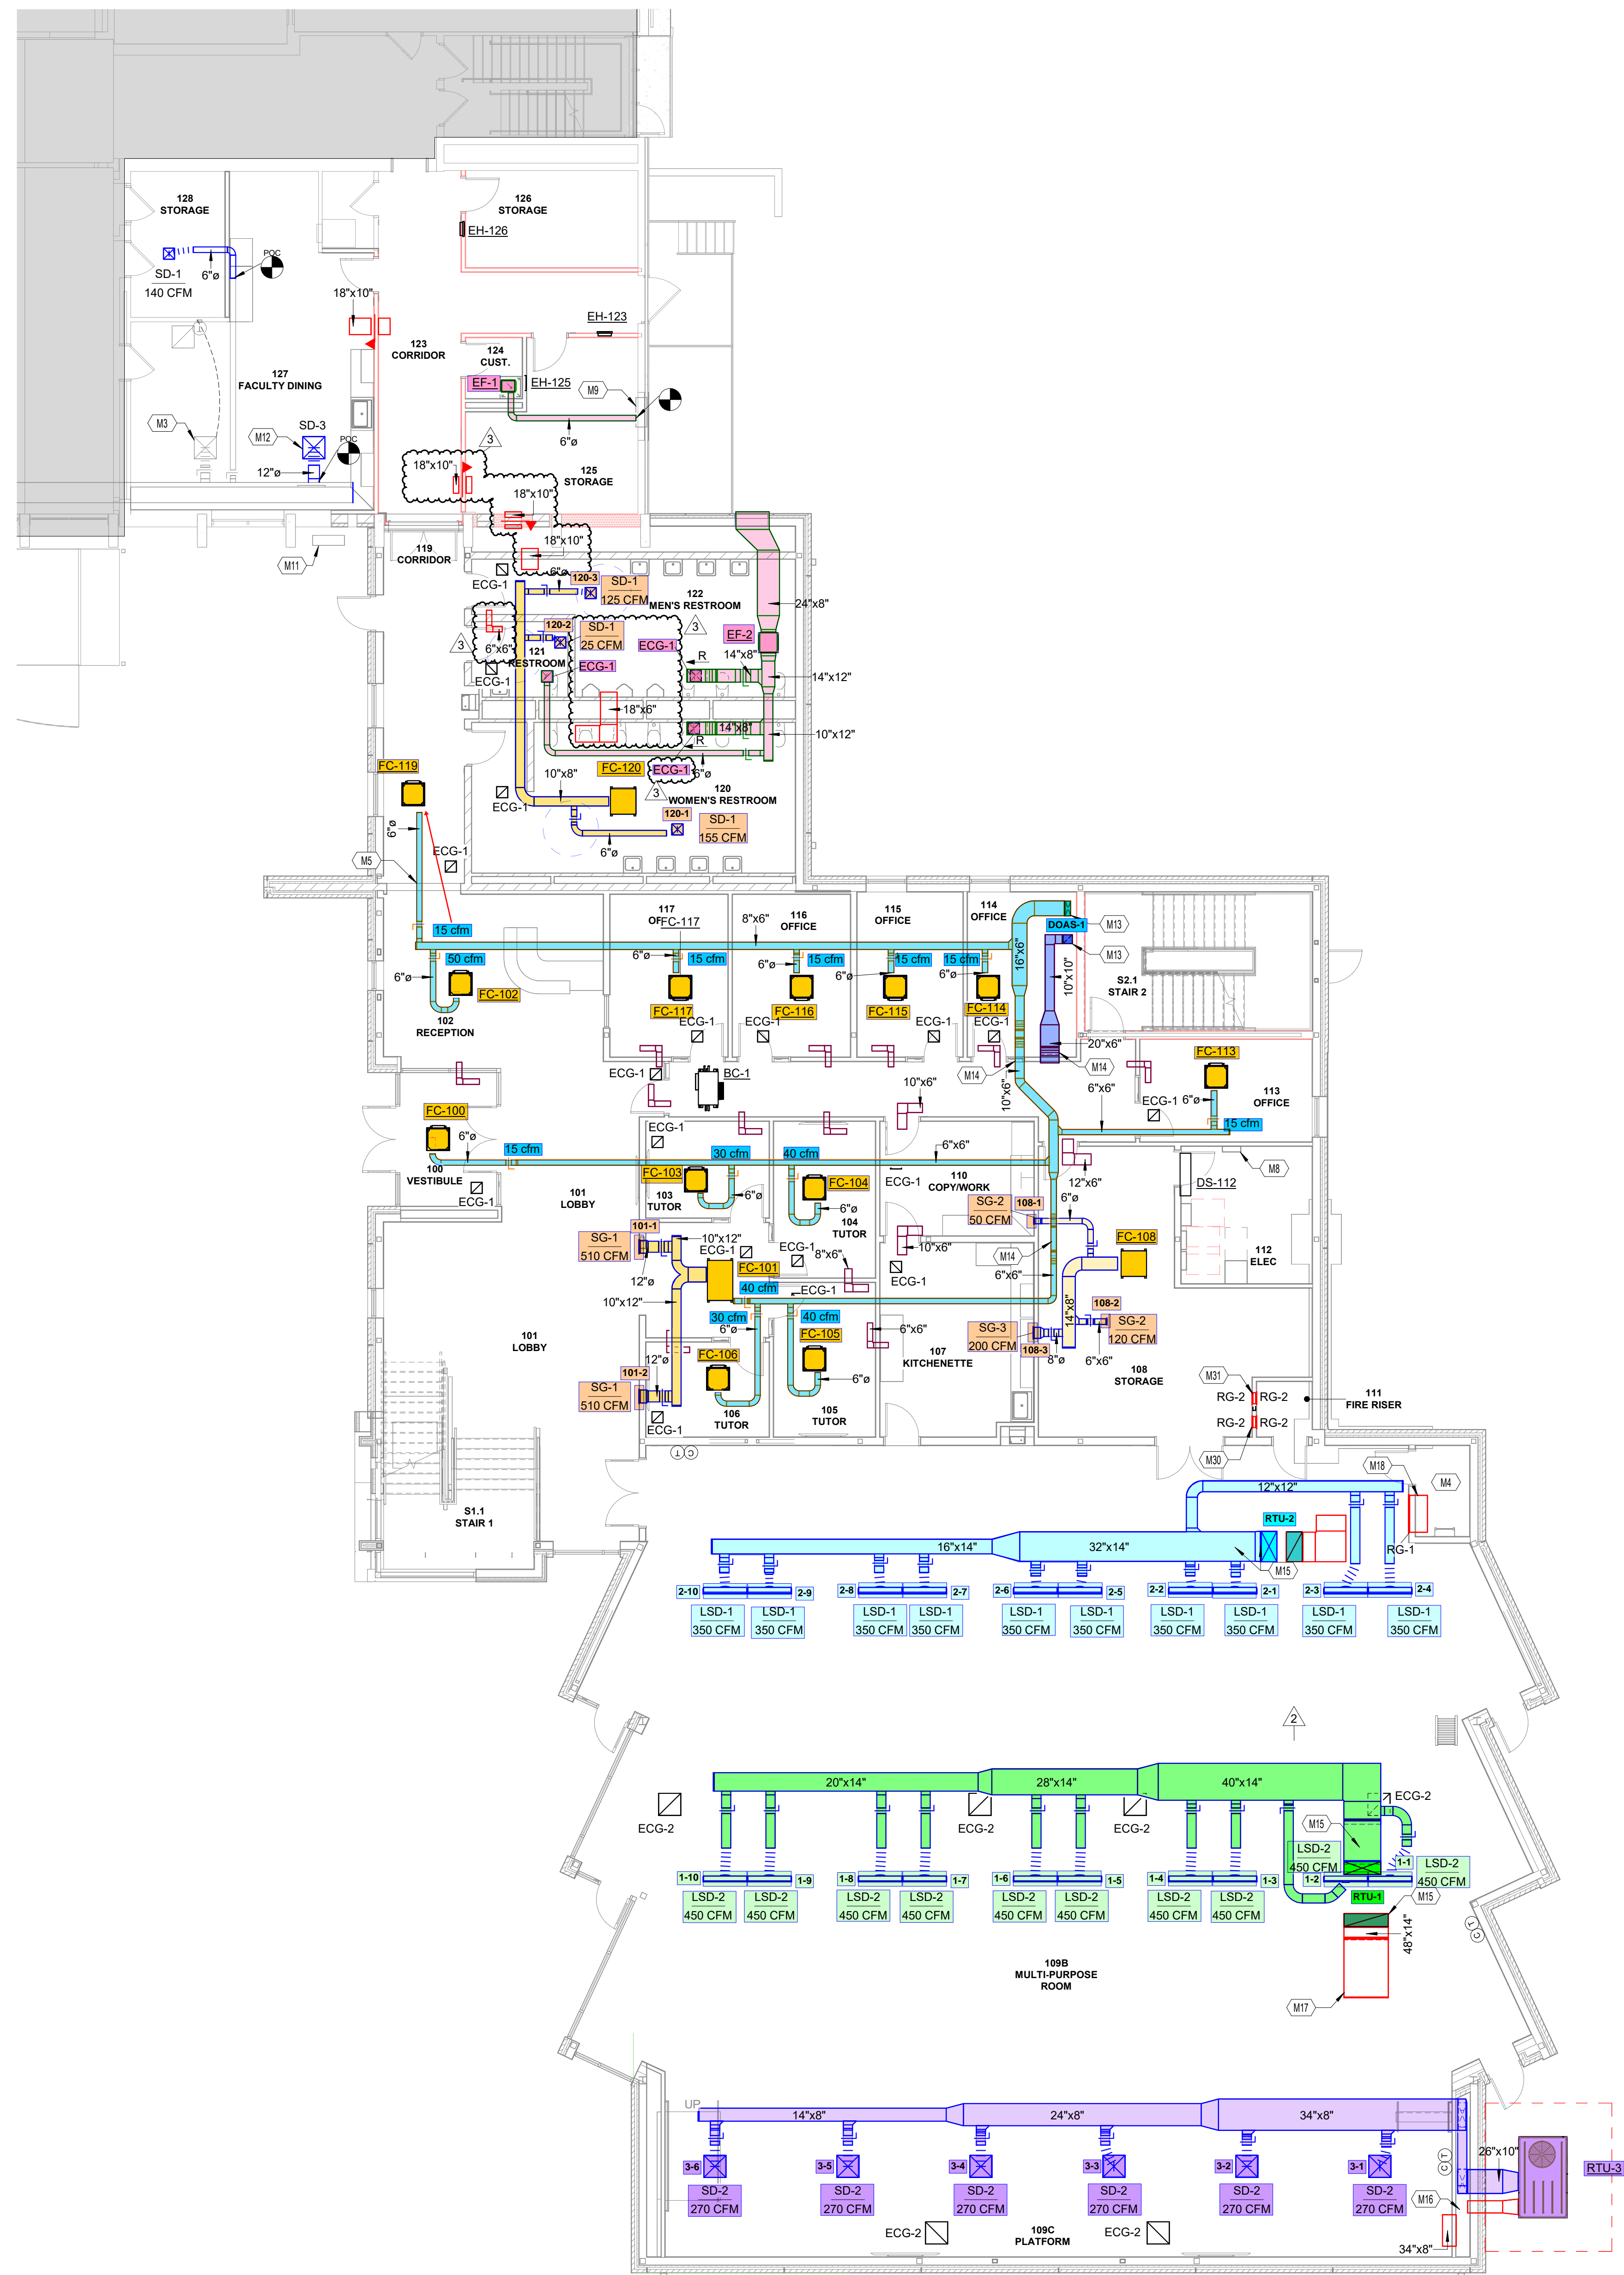 128
STORAGE
126
STORAGE
EH-126
POC
SD-1
140 CFM
6"ø
18"x10"
EH-123
123
CORRIDOR
124
CUST.
127
FACULTY DINING
EF-1
EH-125
M9
M3
M12
SD-3
POC
12"ø
6"ø
3
18"x10"
125
STORAGE
18"x10"
18"x10"
119
CORRIDOR
M11
ECG-1
6"ø
120-3
SD-1
125 CFM
122
MEN'S RESTROOM
24"x8"
3
6"x6"
120-2
SD-1
25 CFM
3
ECG-1
EF-2
R
14"x8"
121
RESTROOM
ECG-1
ECG-1
14"x12"
18"x6"
14"x8"
10"x12"
R
FC-119
10"x8"
FC-120
ECG-1
6"ø
3
ECG-1
120
WOMEN'S RESTROOM
120-1
SD-1
155 CFM
6"ø
6"ø
ECG-1
M5
117
OFFICE
FC-117
8"x6"
116
OFFICE
115
OFFICE
114
OFFICE
DOAS-1
M13
M13
15 cfm
50 cfm
6"ø
15 cfm
6"ø
15 cfm
6"ø
15 cfm
6"ø
15 cfm
16"x6"
10"x10"
6"ø
FC-102
102
RECEPTION
FC-117
FC-116
FC-115
FC-114
S2.1
STAIR 2
ECG-1
ECG-1
ECG-1
ECG-1
20"x6"
M14
M14
ECG-1
BC-1
10"x6"
10"x6"
FC-113
6"x6"
ECG-1
6"ø
113
OFFICE
15 cfm
FC-100
6"ø
15 cfm
ECG-1
30 cfm
40 cfm
6"x6"
M8
100
VESTIBULE
ECG-1
101
LOBBY
FC-103
103
TUTOR
6"ø
FC-104
6"ø
104
TUTOR
ECG-1
110
COPY/WORK
12"x6"
DS-112
SG-2
50 CFM
108-1
6"ø
101-1
SG-1
510 CFM
10"x12"
12"ø
ECG-1
ECG-1
8"x6"
10"x6"
ECG-1
M14
6"x6"
FC-108
112
ELEC
FC-101
40 cfm
ECG-1
10"x12"
30 cfm
6"ø
40 cfm
FC-105
6"x6"
SG-3
200 CFM
108-3
8"ø
14"x8"
108-2
SG-2
120 CFM
6"x6"
101
LOBBY
12"ø
FC-106
107
KITCHENETTE
108
STORAGE
101-2
SG-1
510 CFM
6"ø
106
TUTOR
105
TUTOR
ECG-1
M31
RG-2
RG-2
RG-2
RG-2
M30
111
FIRE RISER
T
C
M18
M4
S1.1
STAIR 1
12"x12"
RTU-2
16"x14"
32"x14"
M15
RG-1
2-10
2-9
2-8
2-7
2-6
2-5
2-2
2-1
2-3
2-4
LSD-1
350 CFM
LSD-1
350 CFM
LSD-1
350 CFM
LSD-1
350 CFM
LSD-1
350 CFM
LSD-1
350 CFM
LSD-1
350 CFM
LSD-1
350 CFM
LSD-1
350 CFM
LSD-1
350 CFM
2
20"x14"
28"x14"
40"x14"
ECG-2
ECG-2
ECG-2
ECG-2
M15
LSD-2
450 CFM
1-1
LSD-2
450 CFM
1-10
1-9
1-8
1-7
1-6
1-5
1-4
1-3
1-2
RTU-1
M15
LSD-2
450 CFM
LSD-2
450 CFM
LSD-2
450 CFM
LSD-2
450 CFM
LSD-2
450 CFM
LSD-2
450 CFM
LSD-2
450 CFM
LSD-2
450 CFM
48"x14"
T
C
109B
MULTI-PURPOSE
ROOM
M17
UP
14"x8"
24"x8"
34"x8"
26"x10"
T
C
3-6
3-5
3-4
3-3
3-2
3-1
RTU-3
SD-2
270 CFM
SD-2
270 CFM
SD-2
270 CFM
SD-2
270 CFM
SD-2
270 CFM
SD-2
270 CFM
M16
ECG-2
109C
PLATFORM
ECG-2
34"x8"